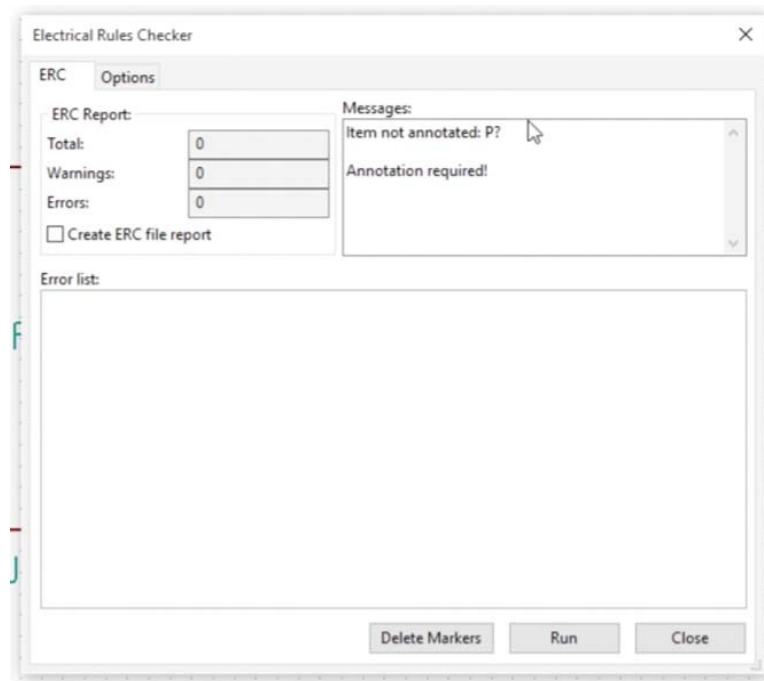 Electrical Rules Checker
ERC
Options
ERC Report:
Total:
0
Warnings:
0
Errors:
0
Create ERC file report
Messages:
Item not annotated: P?
Annotation required!
Error list:
Delete Markers
Run
Close